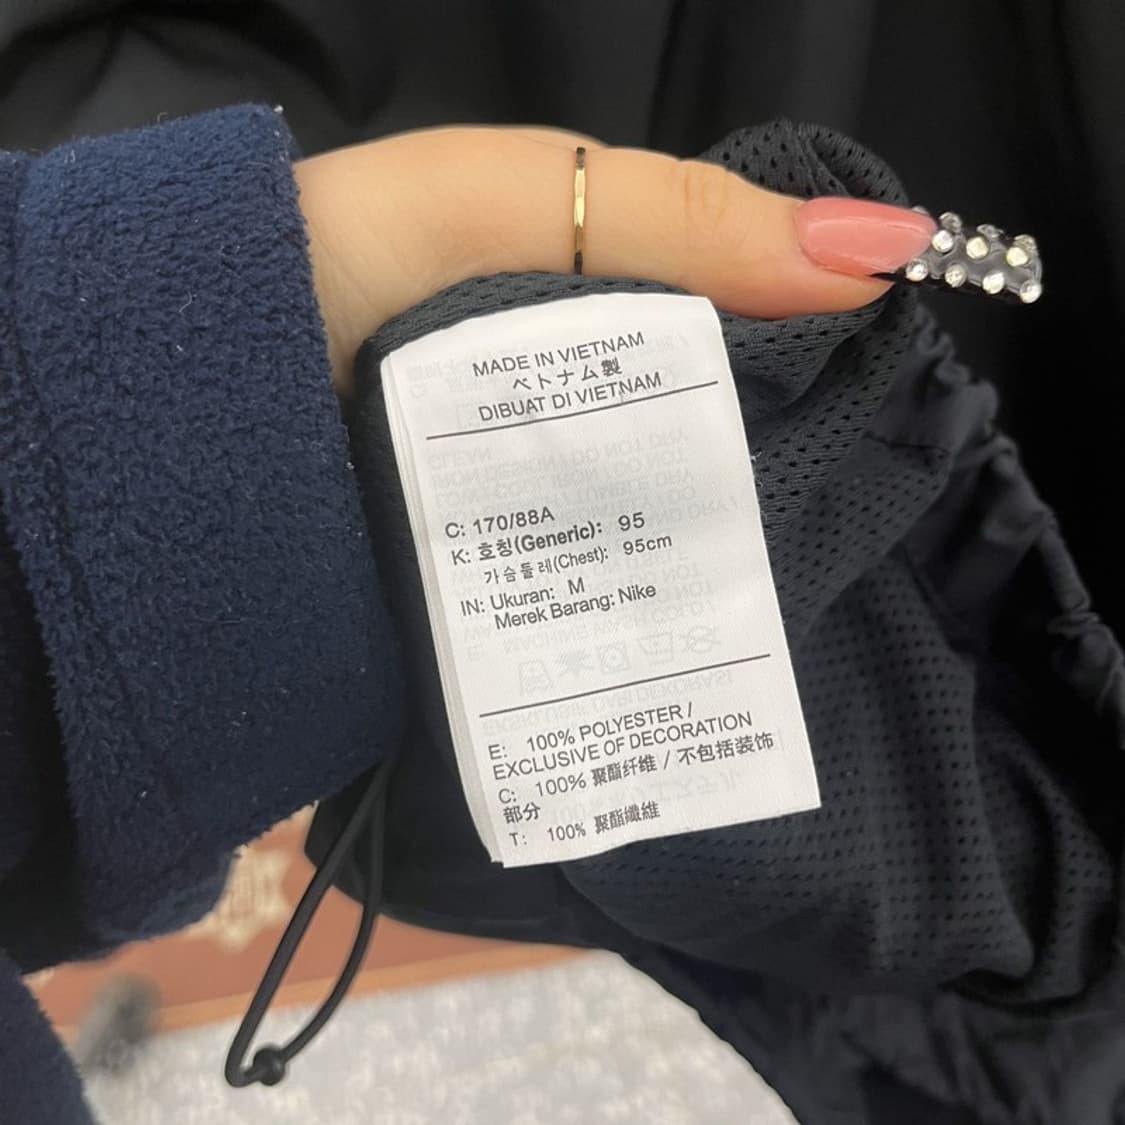 MADE IN VIETNAM
ベトナム製
DIBUAT DI VIETNAM
C: 170/88A
K: 호칭(Generic): 95
가슴둘레(Chest): 95cm
IN: Ukuran: M
Merek Barang: Nike
E: 100% POLYESTER /
EXCLUSIVE OF DECORATION
C: 100% 聚酯纤维 / 不包括装饰
部分
T: 100% 聚酯纖維